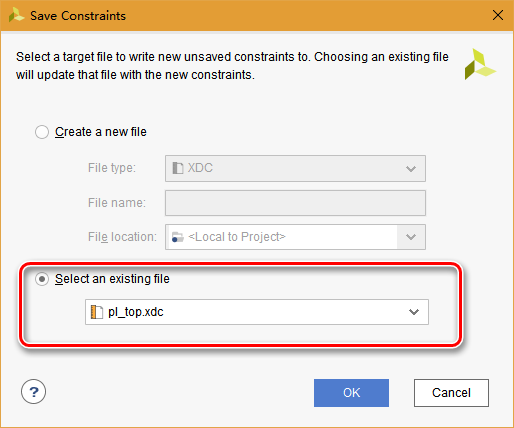 Save Constraints
Select a target file to write new unsaved constraints to. Choosing an existing file
will update that file with the new constraints.
Create a new file
File type: XDC
File name:
File location: <Local to Project>
Select an existing file
pl_top.xdc
? OK Cancel